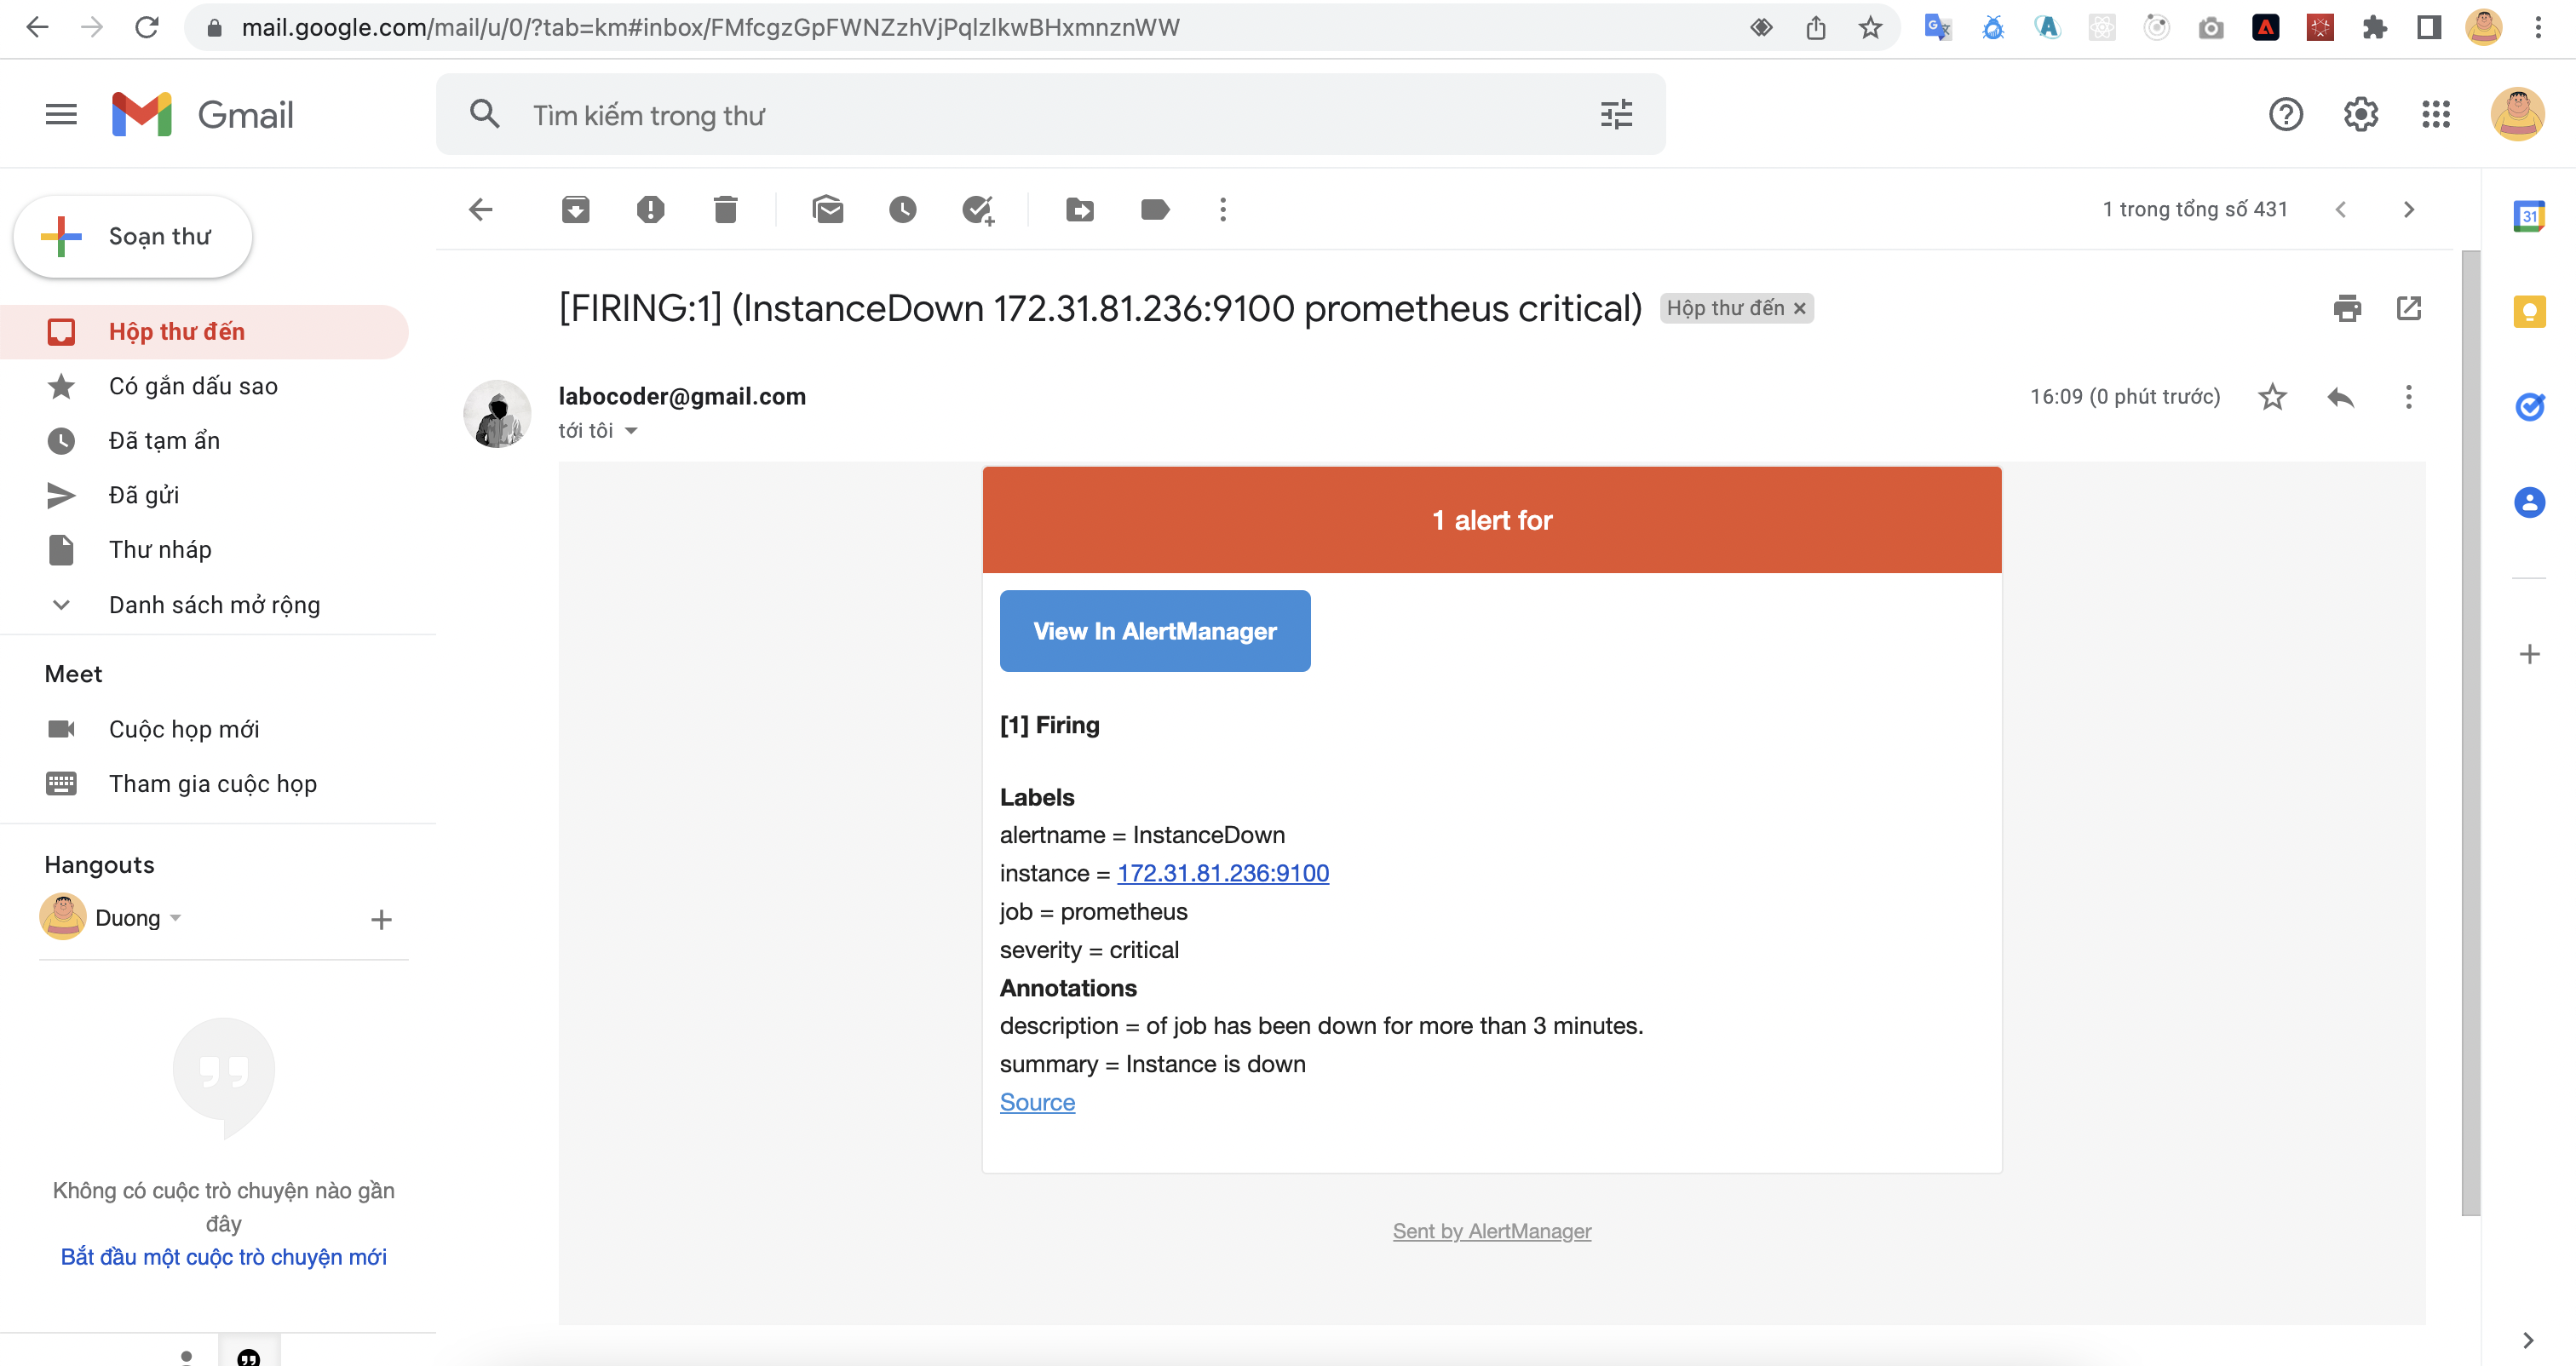 mail.google.com/mail/u/0/?tab=km#inbox/FMfcgzGpFWNZzhVjPqlzlkwBHxmnznWW
Gmail
Tìm kiếm trong thư
Soạn thư
1 trong tổng số 431
31
[FIRING:1] (InstanceDown 172.31.81.236:9100 prometheus critical)
Hộp thư đến ×
Hộp thư đến
Có gắn dấu sao
Đã tạm ẩn
Đã gửi
Thư nháp
Danh sách mở rộng
labocoder@gmail.com
16:09 (0 phút trước)
tới tôi
1 alert for
View In AlertManager
[1] Firing
Labels
alertname = InstanceDown
instance = 172.31.81.236:9100
job = prometheus
severity = critical
Annotations
description = of job has been down for more than 3 minutes.
summary = Instance is down
Source
Sent by AlertManager
Meet
Cuộc họp mới
Tham gia cuộc họp
Hangouts
Duong
Không có cuộc trò chuyện nào gần
đây
Bắt đầu một cuộc trò chuyện mới